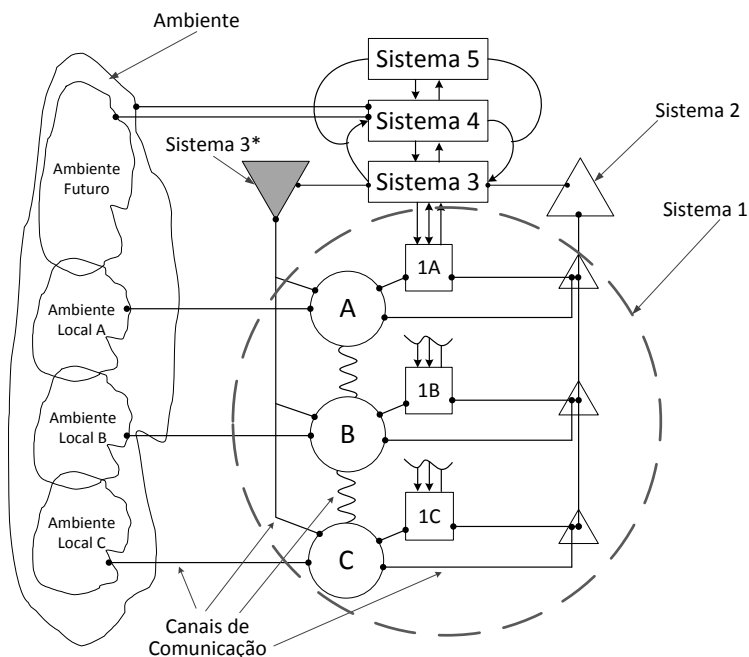 Ambiente
Sistema 5
Sistema 4
Sistema 2
Sistema 3*
Ambiente
Futuro
Sistema 3
Sistema 1
1A
A
Ambiente
Local A
1B
B
Ambiente
Local B
1C
C
Ambiente
Local C
Canais de
Comunicação